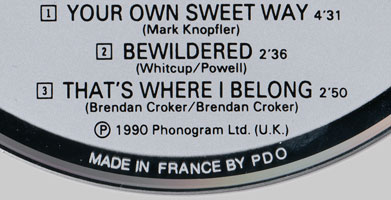 1 YOUR OWN SWEET WAY 4'31
(Mark Knopfler)
2 BEWILDERED 2'36
(Whitcup/Powell)
3 THAT'S WHERE I BELONG 2'50
(Brendan Croker/Brendan Croker)
Ⓟ 1990 Phonogram Ltd. (U.K.)
MADE IN FRANCE BY PDO